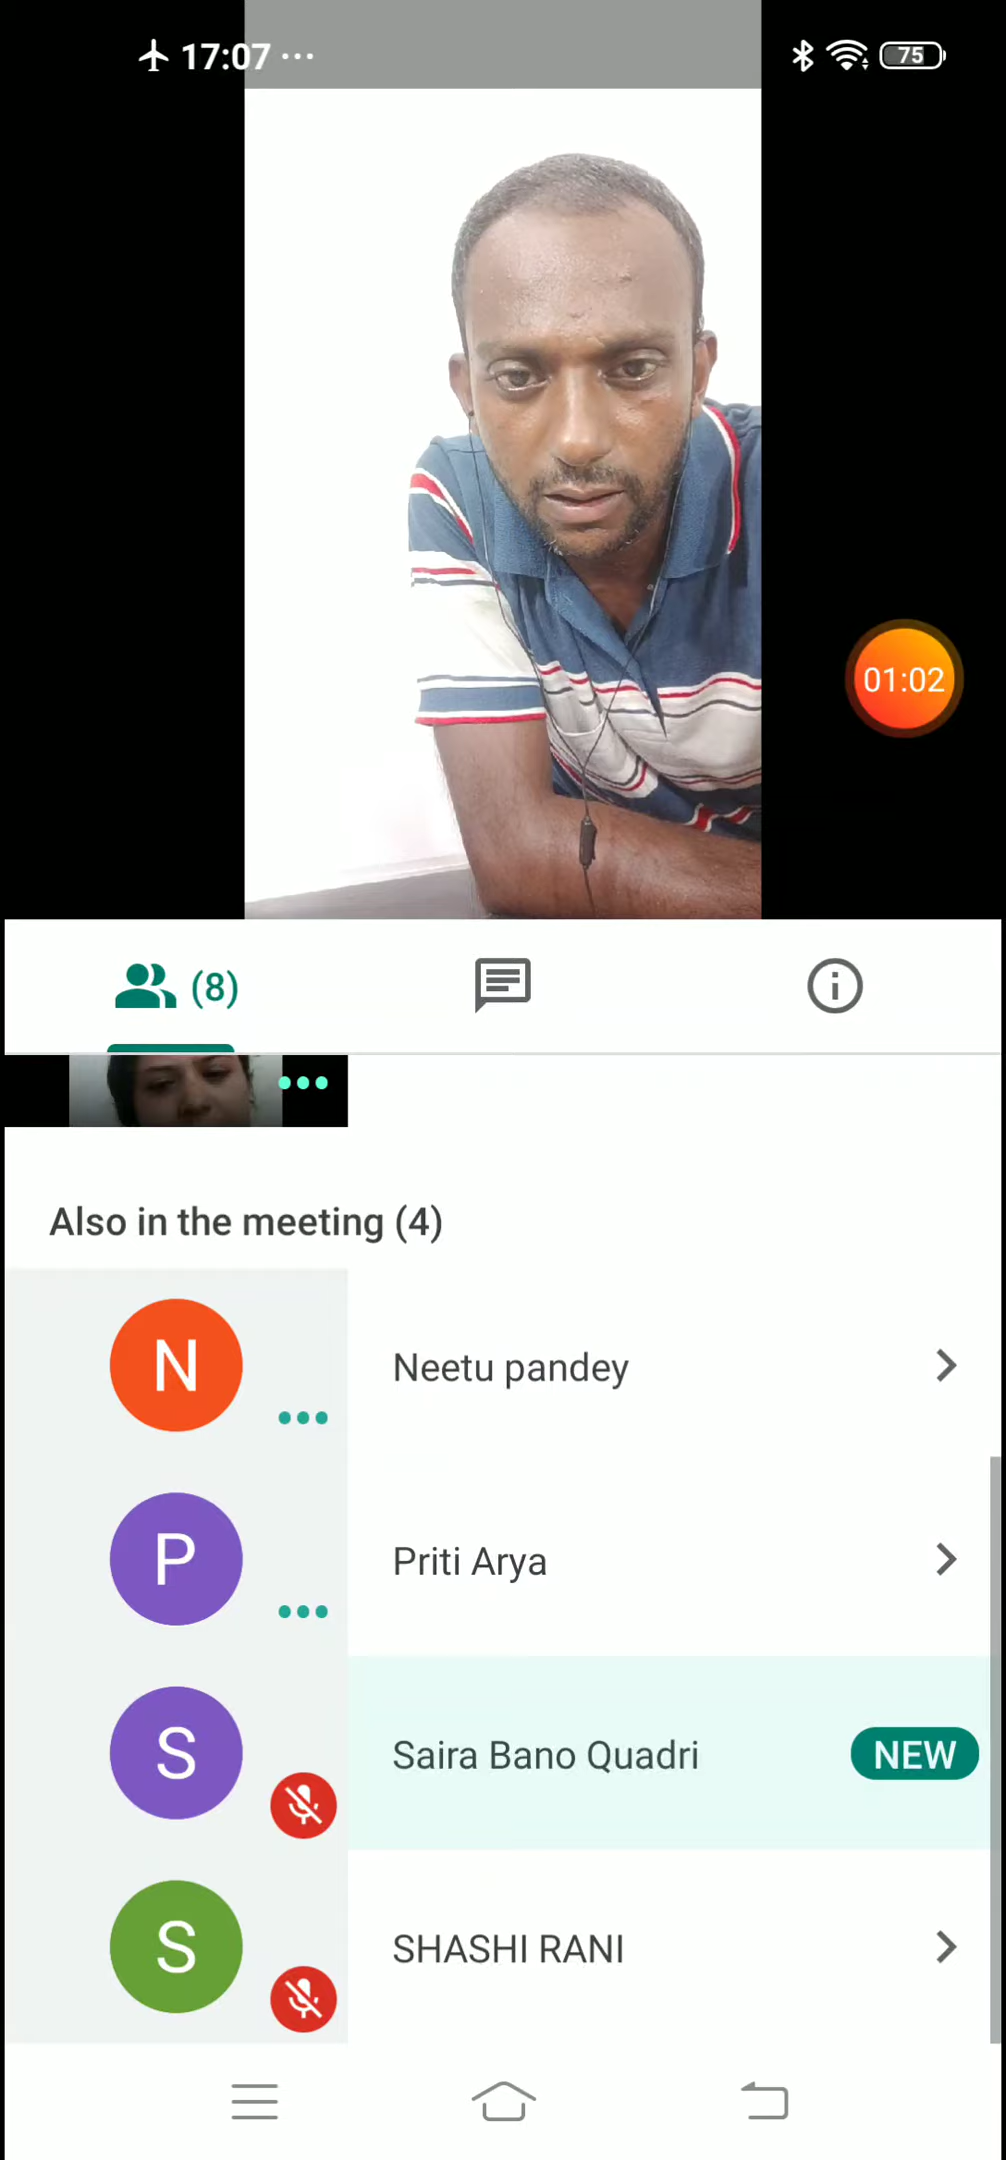 17:07 ...
75
01:02
(8)
Also in the meeting (4)
N
Neetu pandey
P
Priti Arya
S
Saira Bano Quadri
NEW
S
SHASHI RANI